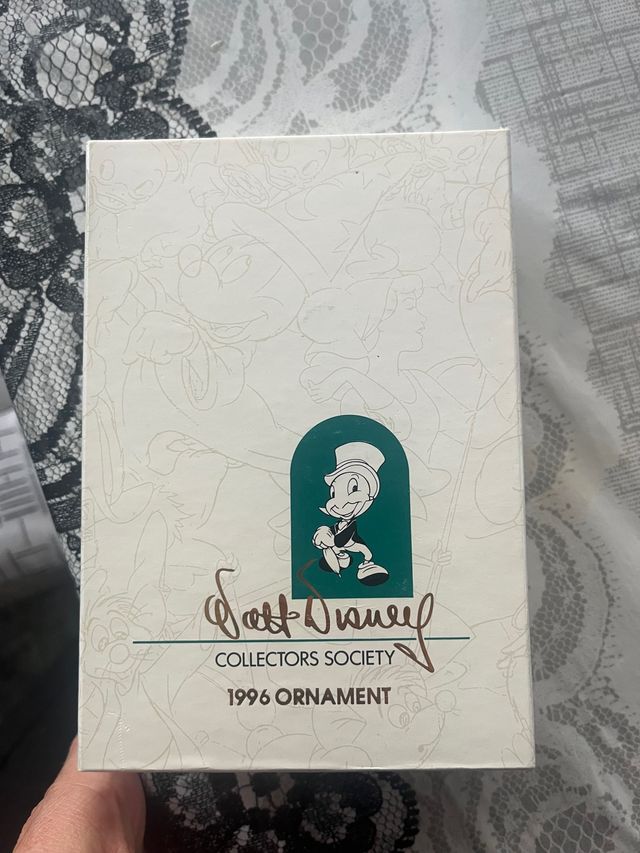 Walt Disney
COLLECTORS SOCIETY
1996 ORNAMENT